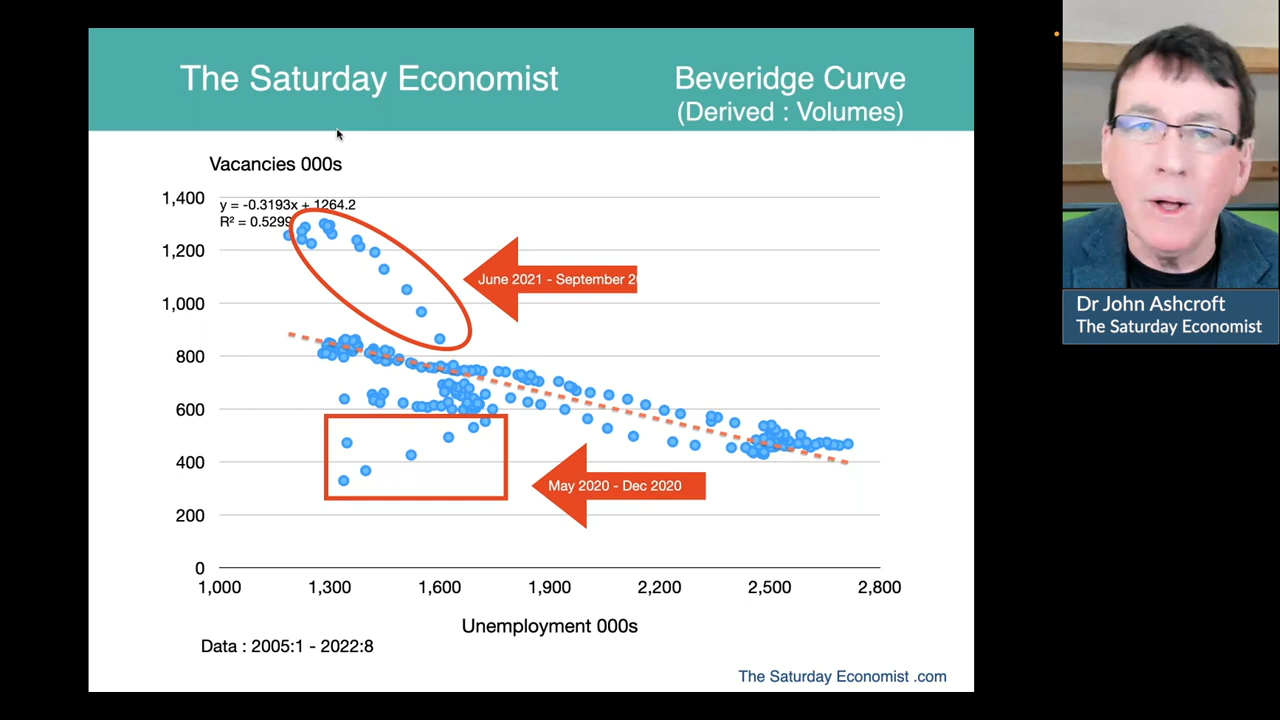 The Saturday Economist
Beveridge Curve
(Derived : Volumes)
Vacancies 000s
y = -0.3193x + 1264.2
R² = 0.5299
1,400
1,200
1,000
800
600
400
200
0
June 2021 - September
May 2020 - Dec 2020
1,000 1,300 1,600 1,900 2,200 2,500 2,800
Unemployment 000s
Data : 2005:1 - 2022:8
The Saturday Economist .com
Dr John Ashcroft
The Saturday Economist